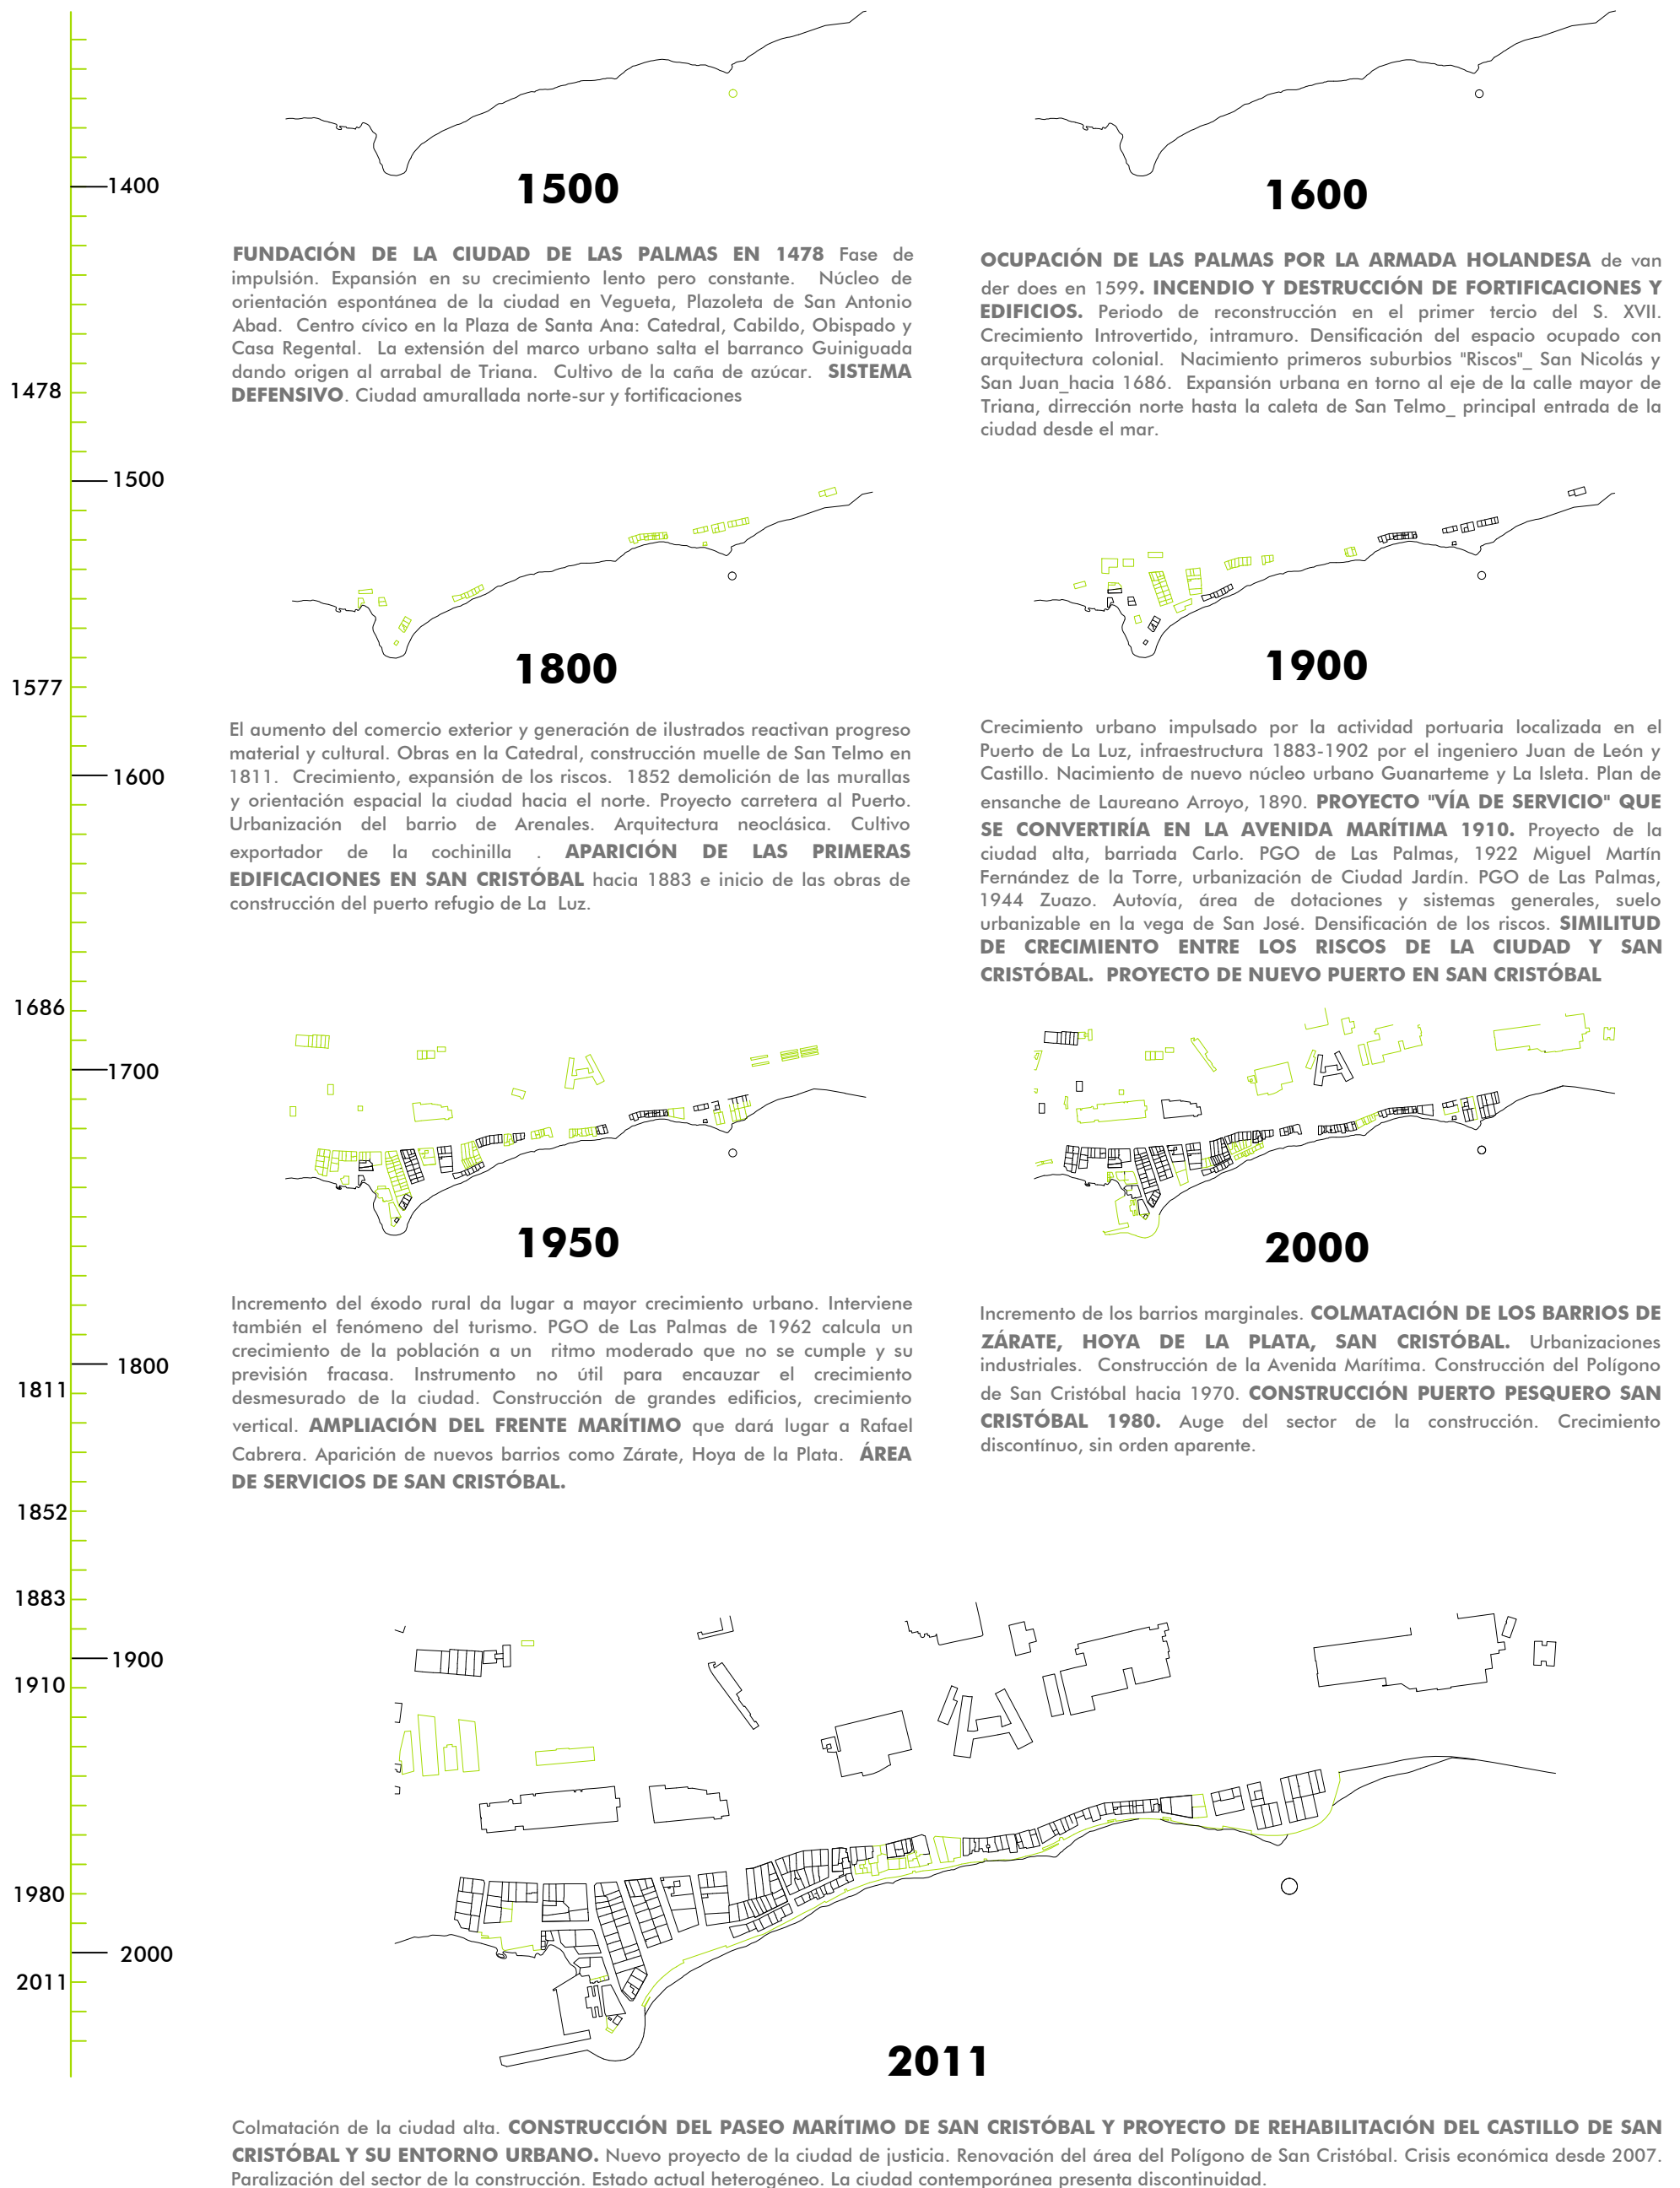 1400
1478
1500
1577
1600
1686
1700
1800
1811
1852
1883
1900
1910
1980
2000
2011
1500
FUNDACIÓN DE LA CIUDAD DE LAS PALMAS EN 1478 Fase de
impulsión. Expansión en su crecimiento lento pero constante. Núcleo de
orientación espontánea de la ciudad en Vegueta, Plazoleta de San Antonio
Abad. Centro cívico en la Plaza de Santa Ana: Catedral, Cabildo, Obispado y
Casa Regental. La extensión del marco urbano salta el barranco Guiniguada
dando origen al arrabal de Triana. Cultivo de la caña de azúcar. SISTEMA
DEFENSIVO. Ciudad amurallada norte-sur y fortificaciones
1600
OCUPACIÓN DE LAS PALMAS POR LA ARMADA HOLANDESA de van
der does en 1599. INCENDIO Y DESTRUCCIÓN DE FORTIFICACIONES Y
EDIFICIOS. Periodo de reconstrucción en el primer tercio del S. XVII.
Crecimiento Introvertido, intramuro. Densificación del espacio ocupado con
arquitectura colonial. Nacimiento primeros suburbios "Riscos"_ San Nicolás y
San Juan_hacia 1686. Expansión urbana en torno al eje de la calle mayor de
Triana, dirrección norte hasta la caleta de San Telmo_ principal entrada de la
ciudad desde el mar.
1800
El aumento del comercio exterior y generación de ilustrados reactivan progreso
material y cultural. Obras en la Catedral, construcción muelle de San Telmo en
1811. Crecimiento, expansión de los riscos. 1852 demolición de las murallas
y orientación espacial la ciudad hacia el norte. Proyecto carretera al Puerto.
Urbanización del barrio de Arenales. Arquitectura neoclásica. Cultivo
exportador de la cochinilla . APARICIÓN DE LAS PRIMERAS
EDIFICACIONES EN SAN CRISTÓBAL hacia 1883 e inicio de las obras de
construcción del puerto refugio de La Luz.
1900
Crecimiento urbano impulsado por la actividad portuaria localizada en el
Puerto de La Luz, infraestructura 1883-1902 por el ingeniero Juan de León y
Castillo. Nacimiento de nuevo núcleo urbano Guanarteme y La Isleta. Plan de
ensanche de Laureano Arroyo, 1890. PROYECTO "VÍA DE SERVICIO" QUE
SE CONVERTIRÍA EN LA AVENIDA MARÍTIMA 1910. Proyecto de la
ciudad alta, barriada Carlo. PGO de Las Palmas, 1922 Miguel Martín
Fernández de la Torre, urbanización de Ciudad Jardín. PGO de Las Palmas,
1944 Zuazo. Autovía, área de dotaciones y sistemas generales, suelo
urbanizable en la vega de San José. Densificación de los riscos. SIMILITUD
DE CRECIMIENTO ENTRE LOS RISCOS DE LA CIUDAD Y SAN
CRISTÓBAL. PROYECTO DE NUEVO PUERTO EN SAN CRISTÓBAL
1950
Incremento del éxodo rural da lugar a mayor crecimiento urbano. Interviene
también el fenómeno del turismo. PGO de Las Palmas de 1962 calcula un
crecimiento de la población a un ritmo moderado que no se cumple y su
previsión fracasa. Instrumento no útil para encauzar el crecimiento
desmesurado de la ciudad. Construcción de grandes edificios, crecimiento
vertical. AMPLIACIÓN DEL FRENTE MARÍTIMO que dará lugar a Rafael
Cabrera. Aparición de nuevos barrios como Zárate, Hoya de la Plata. ÁREA
DE SERVICIOS DE SAN CRISTÓBAL.
2000
Incremento de los barrios marginales. COLMATACIÓN DE LOS BARRIOS DE
ZÁRATE, HOYA DE LA PLATA, SAN CRISTÓBAL. Urbanizaciones
industriales. Construcción de la Avenida Marítima. Construcción del Polígono
de San Cristóbal hacia 1970. CONSTRUCCIÓN PUERTO PESQUERO SAN
CRISTÓBAL 1980. Auge del sector de la construcción. Crecimiento
discontínuo, sin orden aparente.
2011
Colmatación de la ciudad alta. CONSTRUCCIÓN DEL PASEO MARÍTIMO DE SAN CRISTÓBAL Y PROYECTO DE REHABILITACIÓN DEL CASTILLO DE SAN
CRISTÓBAL Y SU ENTORNO URBANO. Nuevo proyecto de la ciudad de justicia. Renovación del área del Polígono de San Cristóbal. Crisis económica desde 2007.
Paralización del sector de la construcción. Estado actual heterogéneo. La ciudad contemporánea presenta discontinuidad.